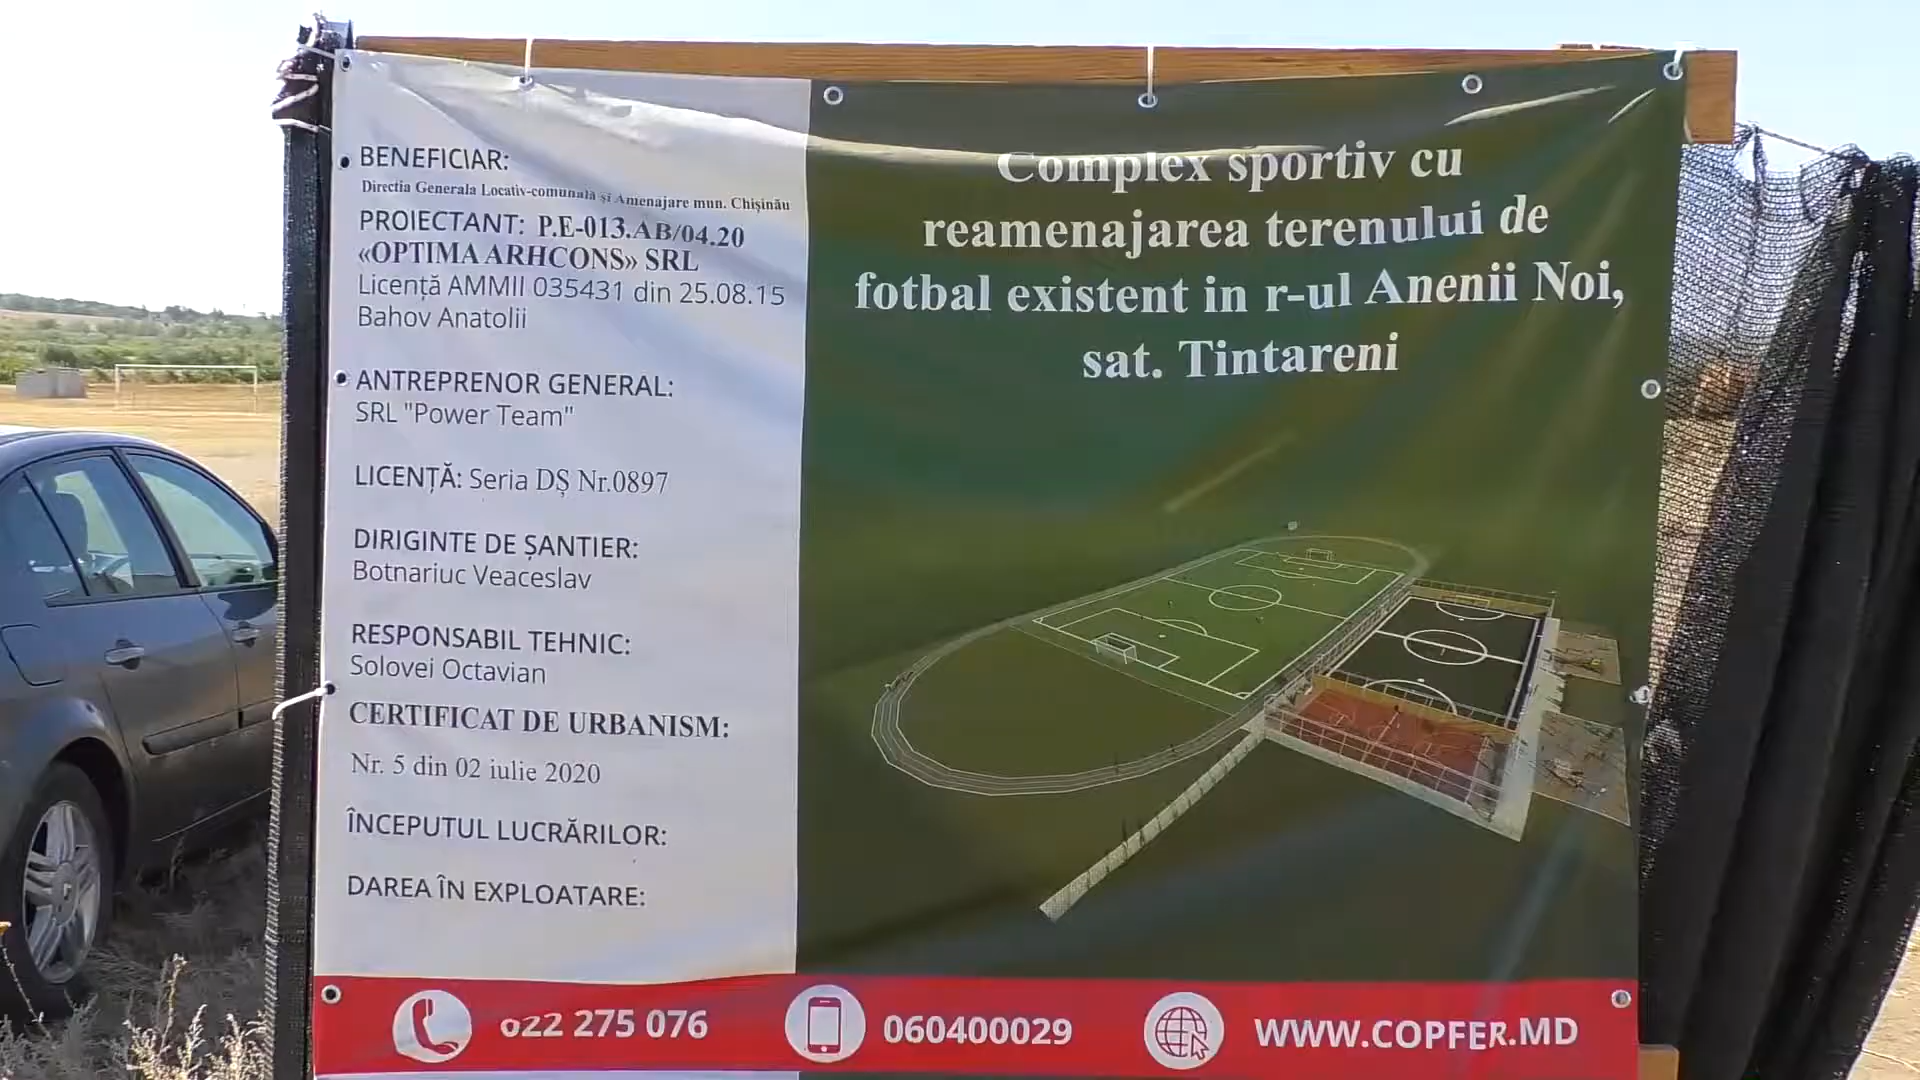 BENEFICIAR:
Directia Generala Locativ-comunală și Amenajare mun. Chișinău
PROIECTANT: P.E-013.AB/04.20
«OPTIMA ARHCONS» SRL
Licență AMMII 035431 din 25.08.15
Bahov Anatolii
ANTREPRENOR GENERAL:
SRL "Power Team"
LICENȚĂ: Seria DȘ Nr.0897
DIRIGINTE DE ȘANTIER:
Botnariuc Veaceslav
RESPONSABIL TEHNIC:
Solovei Octavian
CERTIFICAT DE URBANISM:
Nr. 5 din 02 iulie 2020
ÎNCEPUTUL LUCRĂRILOR:
DAREA ÎN EXPLOATARE:
Complex sportiv cu
reamenajarea terenului de
fotbal existent in r-ul Anenii Noi,
sat. Tintareni
022 275 076
060400029
WWW.COPFER.MD